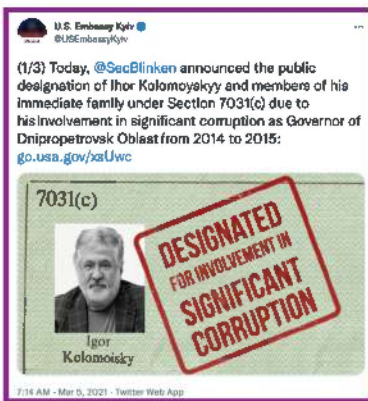 U.S. Embassy Kyiv
@USEmbassyKyiv
(1/3) Today, @SecBlinken announced the public
designation of Ihor Kolomoyskyy and members of his
immediate family under Section 7031(c) due to
hisInvolvement in significant corruption as Governor of
Dnipropetrovsk Oblast from 2014 to 2015:
go.usa.gov/xsUwc
7031(c)
DESIGNATED
FOR INVOLVEMENT IN
SIGNIFICANT
CORRUPTION
Igor
Kolomoisky
7:14 AM - Mar 5, 2021 - Twitter Web App